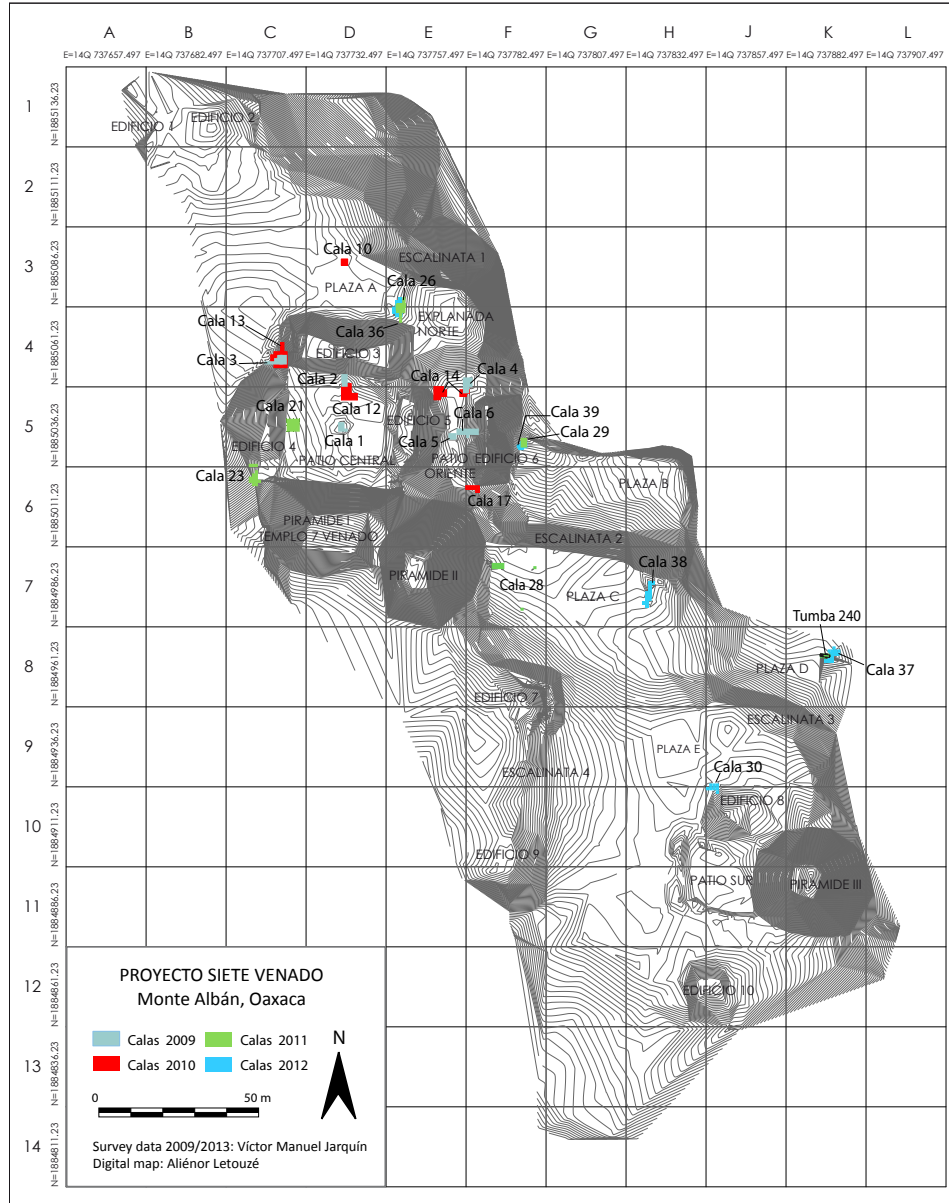 A B C D E F G H J K L
E=14Q 737657.497 E=14Q 737682.497 E=14Q 737707.497 E=14Q 737732.497 E=14Q 737757.497 E=14Q 737782.497 E=14Q 737807.497 E=14Q 737832.497 E=14Q 737857.497 E=14Q 737882.497 E=14Q 737907.497
1
N=1885136.23
EDIFICIO 1
EDIFICIO 2
2
N=1885111.23
3
N=1885086.23
Cala 10
ESCALINATA 1
PLAZA A
Cala 26
4
N=1885061.23
Cala 13
Cala 36
EXPLANADA
NORTE
EDIFICIO 3
Cala 3
Cala 2
Cala 14
Cala 4
5
N=1885036.23
Cala 21
Cala 12
EDIFICIO 5
Cala 6
Cala 39
Cala 29
EDIFICIO 4
Cala 1
Cala 5
PATIO CENTRAL
PATIO
ORIENTE
EDIFICIO 6
Cala 23
6
N=1885011.23
PLAZA B
Cala 17
PIRAMIDE I
TEMPLO 7 VENADO
ESCALINATA 2
7
N=1884986.23
PIRAMIDE II
Cala 28
PLAZA C
Cala 38
Tumba 240
8
N=1884961.23
PLAZA D
Cala 37
EDIFICIO 7
ESCALINATA 3
9
N=1884936.23
PLAZA E
ESCALINATA 4
Cala 30
10
N=1884911.23
EDIFICIO 8
EDIFICIO 9
11
N=1884886.23
PATIO SUR
PIRAMIDE III
12
N=1884861.23
EDIFICIO 10
13
N=1884836.23
14
N=1884811.23
PROYECTO SIETE VENADO
Monte Albán, Oaxaca
Calas 2009
Calas 2011
Calas 2010
Calas 2012
N
0 50 m
Survey data 2009/2013: Víctor Manuel Jarquín
Digital map: Aliénor Letouzé